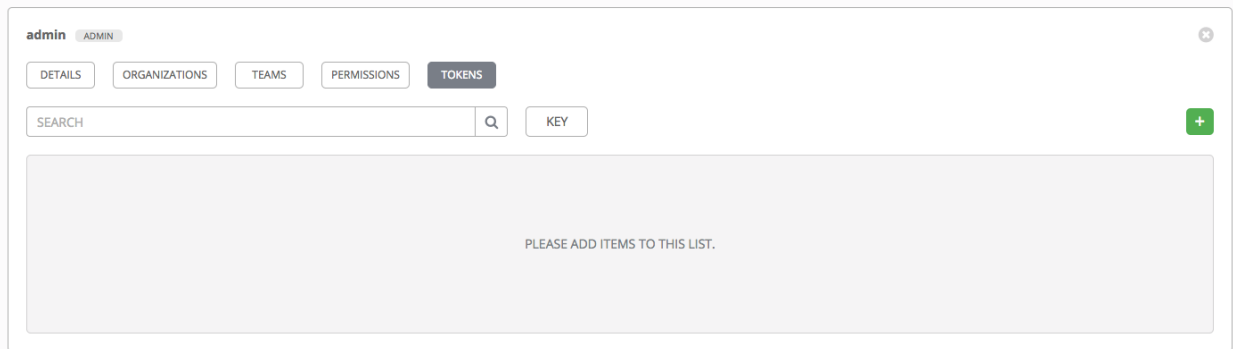 admin ADMIN
DETAILS ORGANIZATIONS TEAMS PERMISSIONS TOKENS
SEARCH KEY +
PLEASE ADD ITEMS TO THIS LIST.